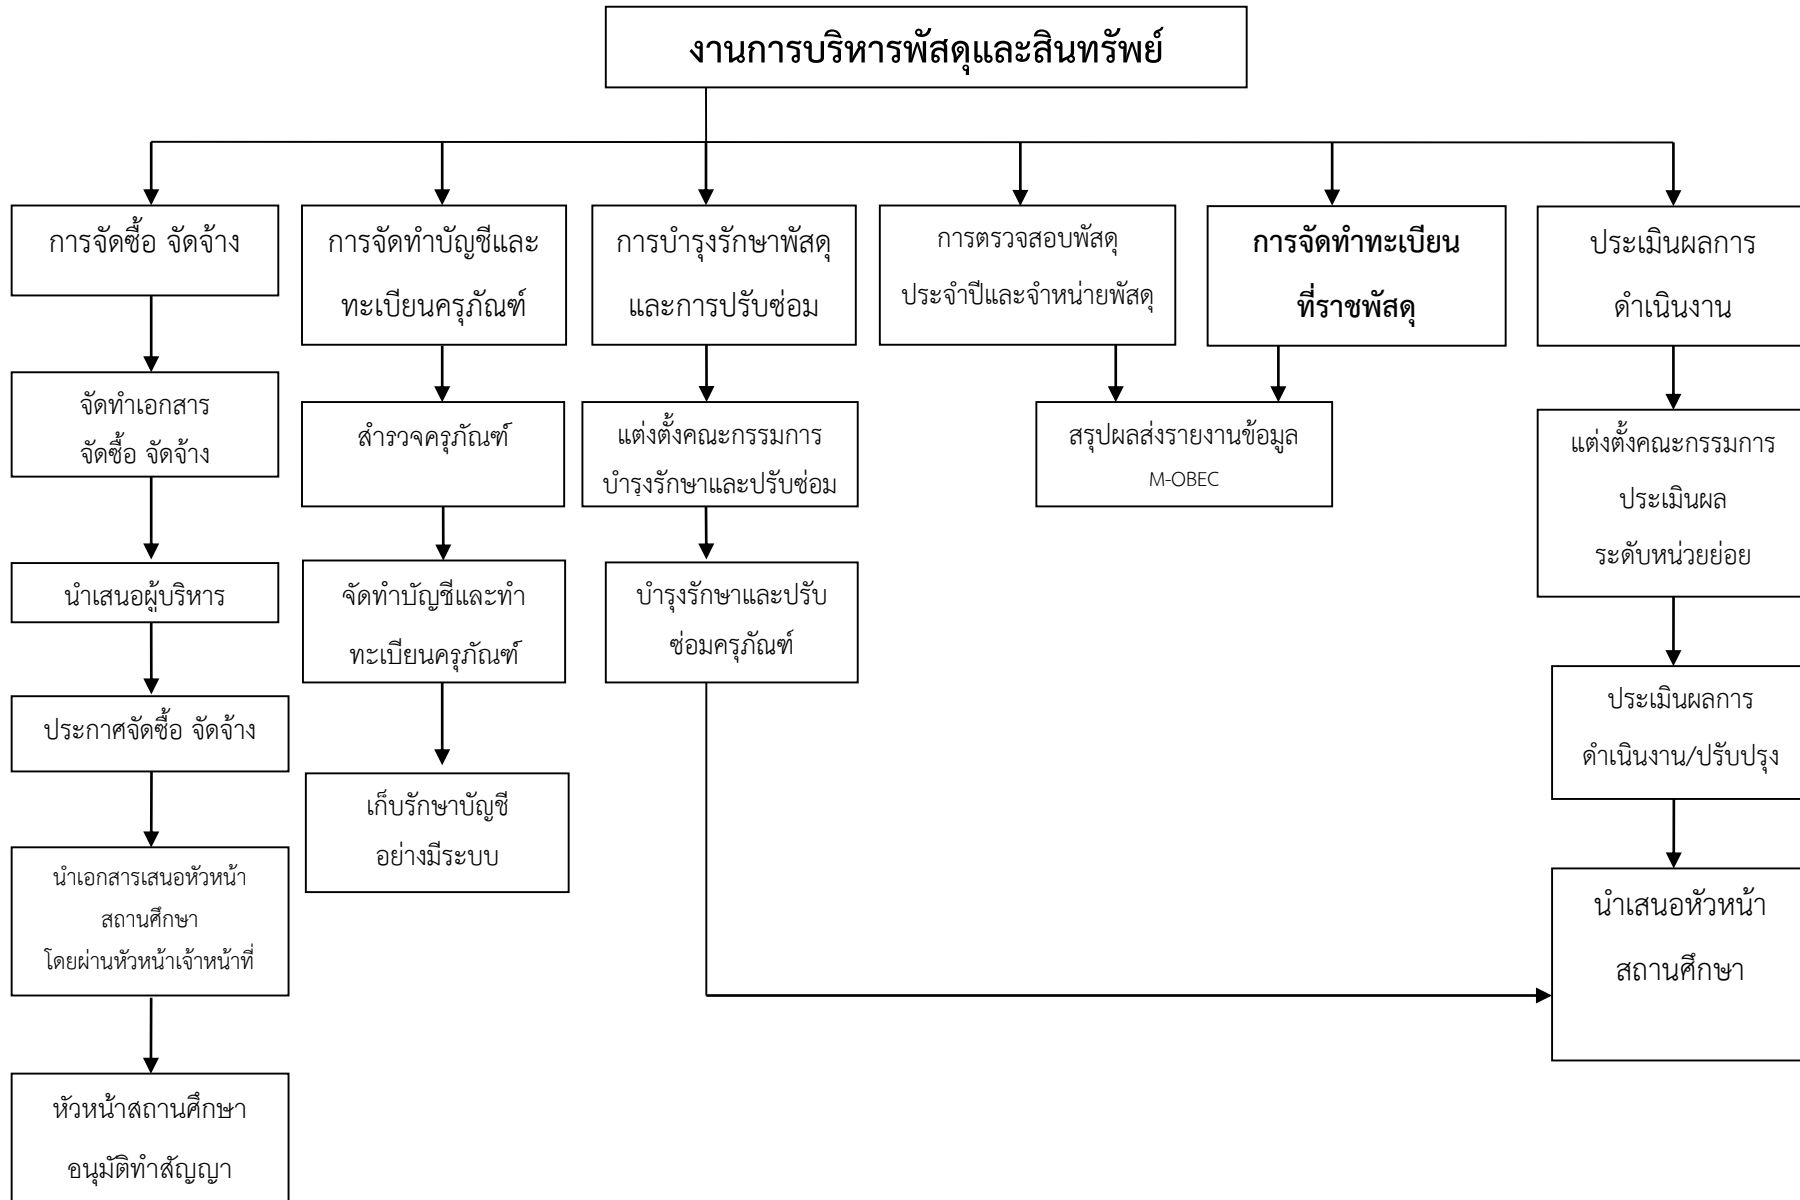 งานการบริหารพัสดุและสินทรัพย์
การจัดซื้อ จัดจ้าง
การจัดทำบัญชีและ
ทะเบียนครุภัณฑ์
การบำรุงรักษาพัสดุ
และการปรับซ่อม
การตรวจสอบพัสดุ
ประจำปีและจำหน่ายพัสดุ
การจัดทำทะเบียน
ที่ราชพัสดุ
ประเมินผลการ
ดำเนินงาน
จัดทำเอกสาร
จัดซื้อ จัดจ้าง
สำรวจครุภัณฑ์
แต่งตั้งคณะกรรมการ
บำรุงรักษาและปรับซ่อม
สรุปผลส่งรายงานข้อมูล
M-OBEC
แต่งตั้งคณะกรรมการ
ประเมินผล
ระดับหน่วยย่อย
นำเสนอผู้บริหาร
จัดทำบัญชีและทำ
ทะเบียนครุภัณฑ์
บำรุงรักษาและปรับ
ซ่อมครุภัณฑ์
ประกาศจัดซื้อ จัดจ้าง
ประเมินผลการ
ดำเนินงาน/ปรับปรุง
เก็บรักษาบัญชี
อย่างมีระบบ
นำเอกสารเสนอหัวหน้า
สถานศึกษา
โดยผ่านหัวหน้าเจ้าหน้าที่
นำเสนอหัวหน้า
สถานศึกษา
หัวหน้าสถานศึกษา
อนุมัติทำสัญญา